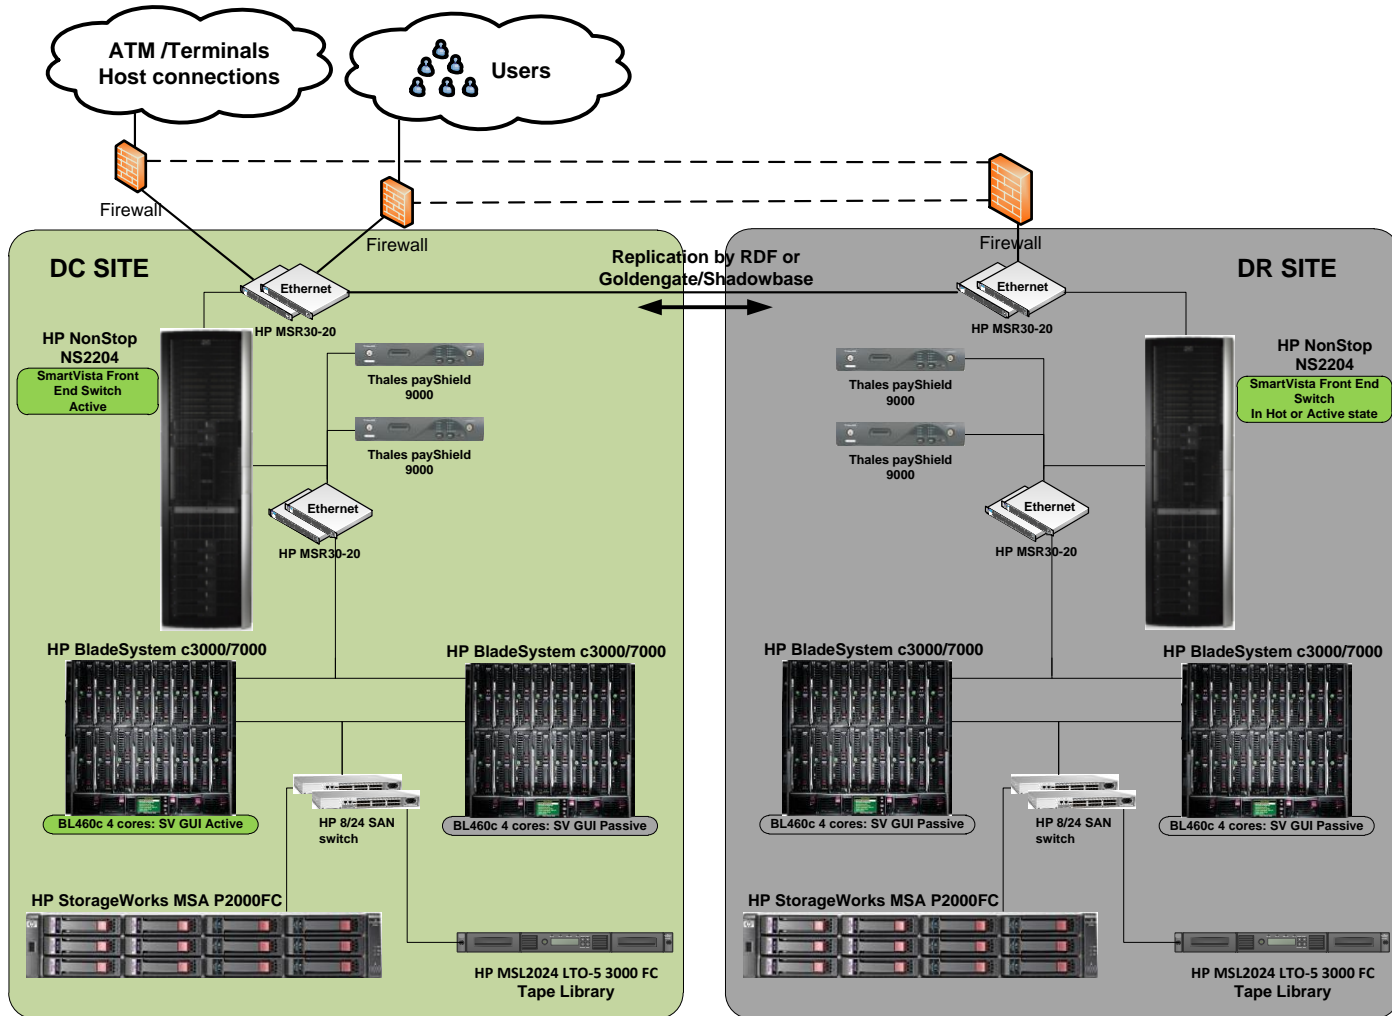 ATM /Terminals
Host connections
Users
Firewall
Firewall
Firewall
DC SITE
Replication by RDF or
Goldengate/Shadowbase
DR SITE
Ethernet
HP MSR30-20
Ethernet
HP MSR30-20
HP NonStop
NS2204
SmartVista Front
End Switch
Active
Thales payShield
9000
Thales payShield
9000
Ethernet
HP MSR30-20
HP BladeSystem c3000/7000
HP BladeSystem c3000/7000
BL460c 4 cores: SV GUI Active
BL460c 4 cores: SV GUI Passive
HP 8/24 SAN
switch
HP StorageWorks MSA P2000FC
HP MSL2024 LTO-5 3000 FC
Tape Library
HP NonStop
NS2204
SmartVista Front End
Switch
In Hot or Active state
Thales payShield
9000
Thales payShield
9000
Ethernet
HP MSR30-20
HP BladeSystem c3000/7000
HP BladeSystem c3000/7000
BL460c 4 cores: SV GUI Passive
BL460c 4 cores: SV GUI Passive
HP 8/24 SAN
switch
HP StorageWorks MSA P2000FC
HP MSL2024 LTO-5 3000 FC
Tape Library